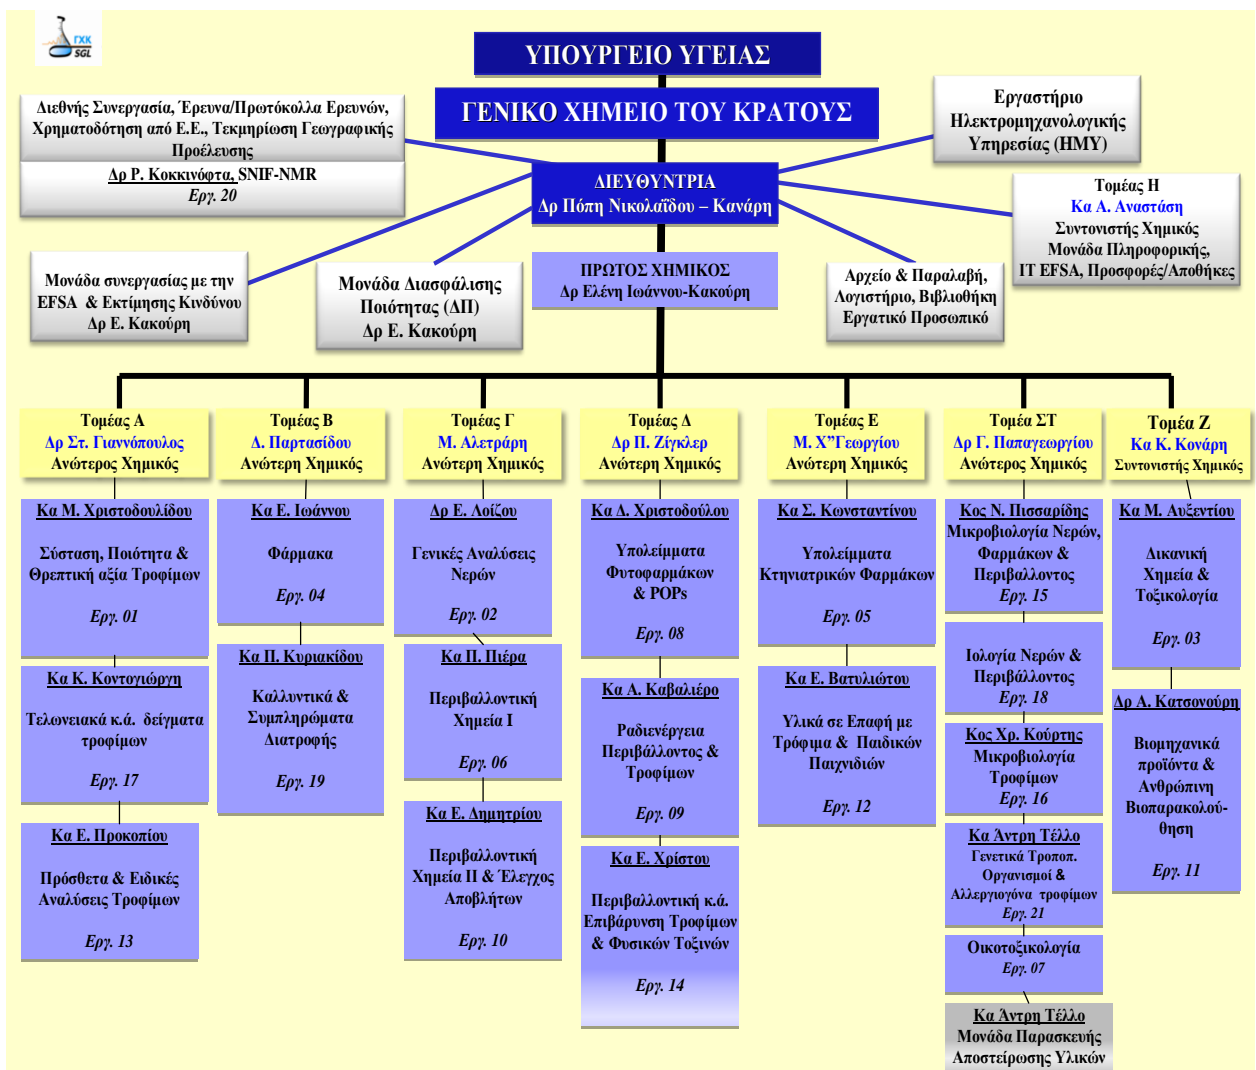 ΓΧΚ
SGL
ΥΠΟΥΡΓΕΙΟ ΥΓΕΙΑΣ
ΓΕΝΙΚΟ ΧΗΜΕΙΟ ΤΟΥ ΚΡΑΤΟΥΣ
Διεθνής Συνεργασία, Έρευνα/Πρωτόκολλα Ερευνών,
Χρηματοδότηση από Ε.Ε., Τεκμηρίωση Γεωγραφικής
Προέλευσης
Δρ Ρ. Κοκκινόφτα, SNIF-NMR
Εργ. 20
Εργαστήριο
Ηλεκτρομηχανολογικής
Υπηρεσίας (ΗΜΥ)
ΔΙΕΥΘΥΝΤΡΙΑ
Δρ Πόπη Νικολαΐδου – Κανάρη
Τομέας Η
Κα Α. Αναστάση
Συντονιστής Χημικός
Μονάδα Πληροφορικής,
IT EFSA, Προσφορές/Αποθήκες
Μονάδα συνεργασίας με την
EFSA & Εκτίμησης Κινδύνου
Δρ Ε. Κακούρη
Μονάδα Διασφάλισης
Ποιότητας (ΔΠ)
Δρ Ε. Κακούρη
ΠΡΩΤΟΣ ΧΗΜΙΚΟΣ
Δρ Ελένη Ιωάννου-Κακούρη
Αρχείο & Παραλαβή,
Λογιστήριο, Βιβλιοθήκη
Εργατικό Προσωπικό
Τομέας Α
Δρ Στ. Γιαννόπουλος
Ανώτερος Χημικός
Τομέας Β
Δ. Παρτασίδου
Ανώτερη Χημικός
Τομέας Γ
Μ. Αλετράρη
Ανώτερη Χημικός
Τομέας Δ
Δρ Π. Ζίγκλερ
Ανώτερη Χημικός
Τομέας Ε
Μ. Χ”Γεωργίου
Ανώτερη Χημικός
Τομέα ΣΤ
Δρ Γ. Παπαγεωργίου
Ανώτερος Χημικός
Τομέα Ζ
Κα Κ. Κονάρη
Συντονιστής Χημικός
Κα Μ. Χριστοδουλίδου
Σύσταση, Ποιότητα &
Θρεπτική αξία Τροφίμων
Εργ. 01
Κα Κ. Κοντογιώργη
Τελωνειακά κ.ά. δείγματα
τροφίμων
Εργ. 17
Κα Ε. Προκοπίου
Πρόσθετα & Ειδικές
Αναλύσεις Τροφίμων
Εργ. 13
Κα Ε. Ιωάννου
Φάρμακα
Εργ. 04
Κα Π. Κυριακίδου
Καλλυντικά &
Συμπληρώματα
Διατροφής
Εργ. 19
Δρ Ε. Λοίζου
Γενικές Αναλύσεις
Νερών
Εργ. 02
Κα Π. Πιέρα
Περιβαλλοντική
Χημεία Ι
Εργ. 06
Κα Ε. Δημητρίου
Περιβαλλοντική
Χημεία ΙΙ & Έλεγχος
Αποβλήτων
Εργ. 10
Κα Δ. Χριστοδούλου
Υπολείμματα
Φυτοφαρμάκων
& POPs
Εργ. 08
Κα Α. Καβαλιέρο
Ραδιενέργεια
Περιβάλλοντος &
Τροφίμων
Εργ. 09
Κα Ε. Χρίστου
Περιβαλλοντική κ.ά.
Επιβάρυνση Τροφίμων
& Φυσικών Τοξινών
Εργ. 14
Κα Σ. Κωνσταντίνου
Υπολείμματα
Κτηνιατρικών Φαρμάκων
Εργ. 05
Κα Ε. Βατυλιώτου
Υλικά σε Επαφή με
Τρόφιμα & Παιδικών
Παιχνιδιών
Εργ. 12
Κος Ν. Πισσαρίδης
Μικροβιολογία Νερών,
Φαρμάκων &
Περιβαλλοντος
Εργ. 15
Ιολογία Νερών &
Περιβάλλοντος
Εργ. 18
Κος Χρ. Κούρτης
Μικροβιολογία
Τροφίμων
Εργ. 16
Κα Άντρη Τέλλο
Γενετικά Τροποπ.
Οργανισμοί &
Αλλεργιογόνα τροφίμων
Εργ. 21
Οικοτοξικολογία
Εργ. 07
Κα Άντρη Τέλλο
Μονάδα Παρασκευής
Αποστείρωσης Υλικών
Κα Μ. Αυξεντίου
Δικανική
Χημεία &
Τοξικολογία
Εργ. 03
Δρ Α. Κατσονούρη
Βιομηχανικά
προϊόντα &
Ανθρώπινη
Βιοπαρακολού-
θηση
Εργ. 11